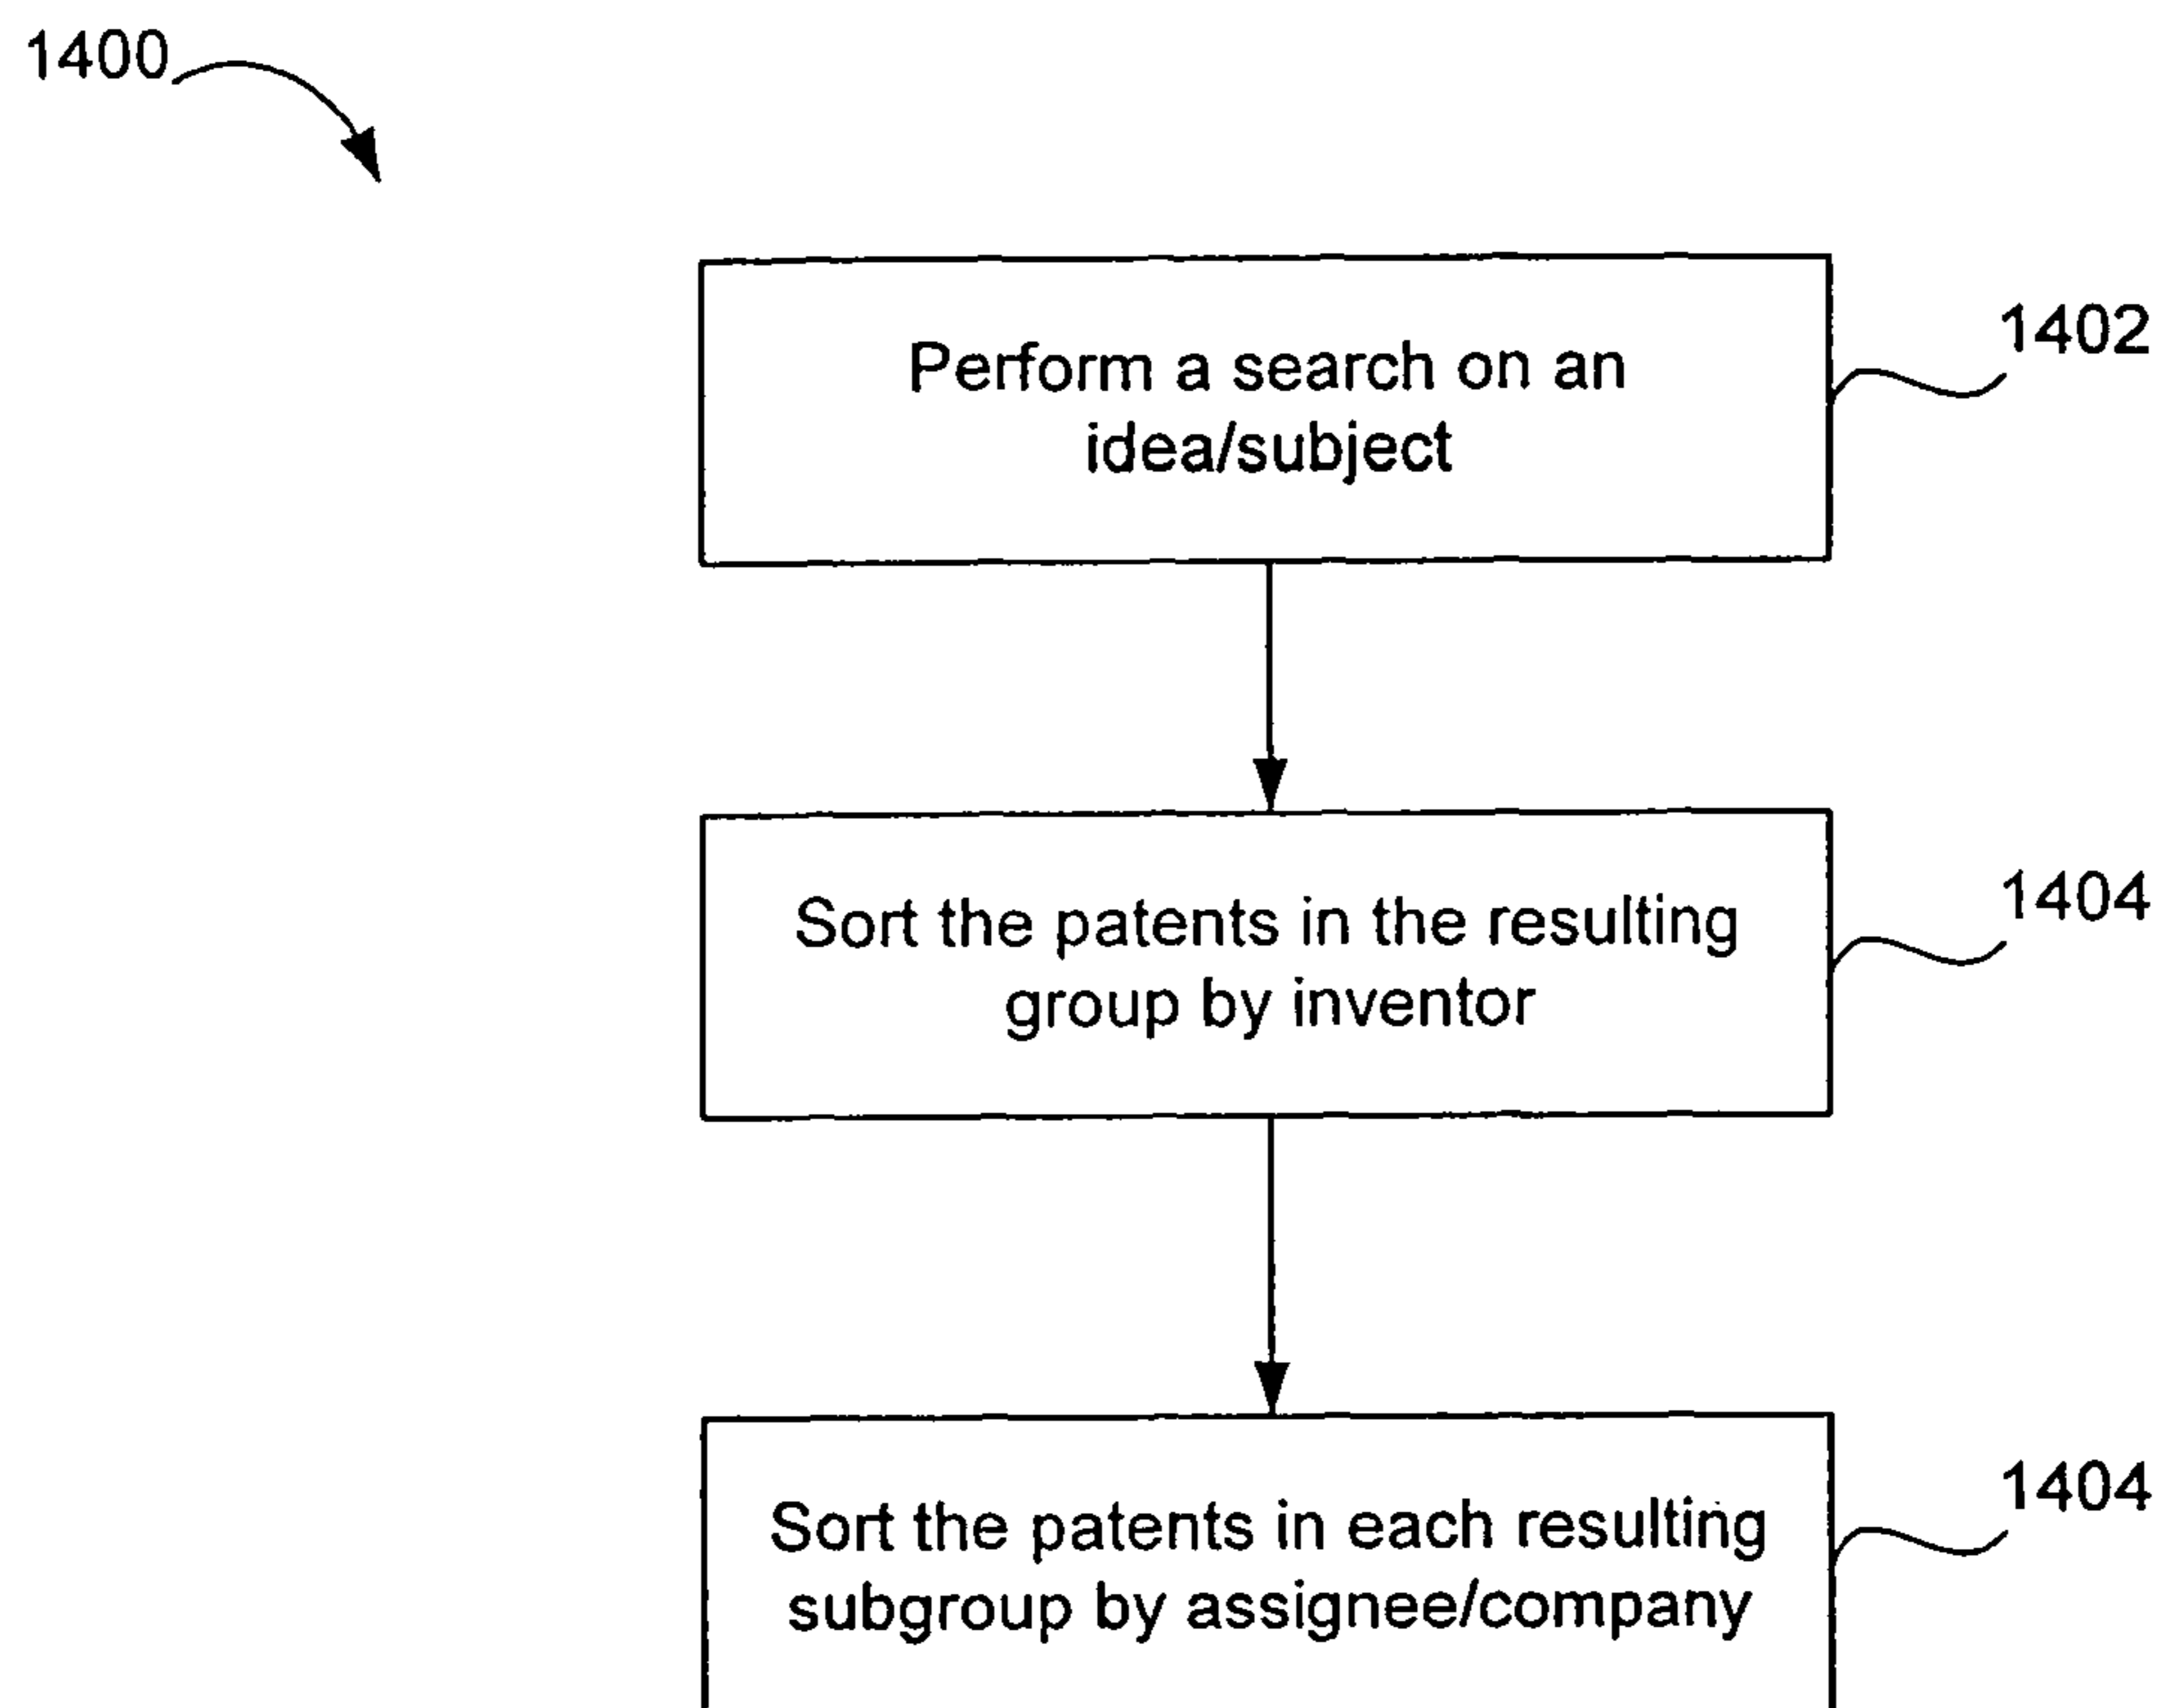 1400
Perform a search on an
idea/subject
1402
Sort the patents in the resulting
group by inventor
1404
Sort the patents in each resulting
subgroup by assignee/company
1404